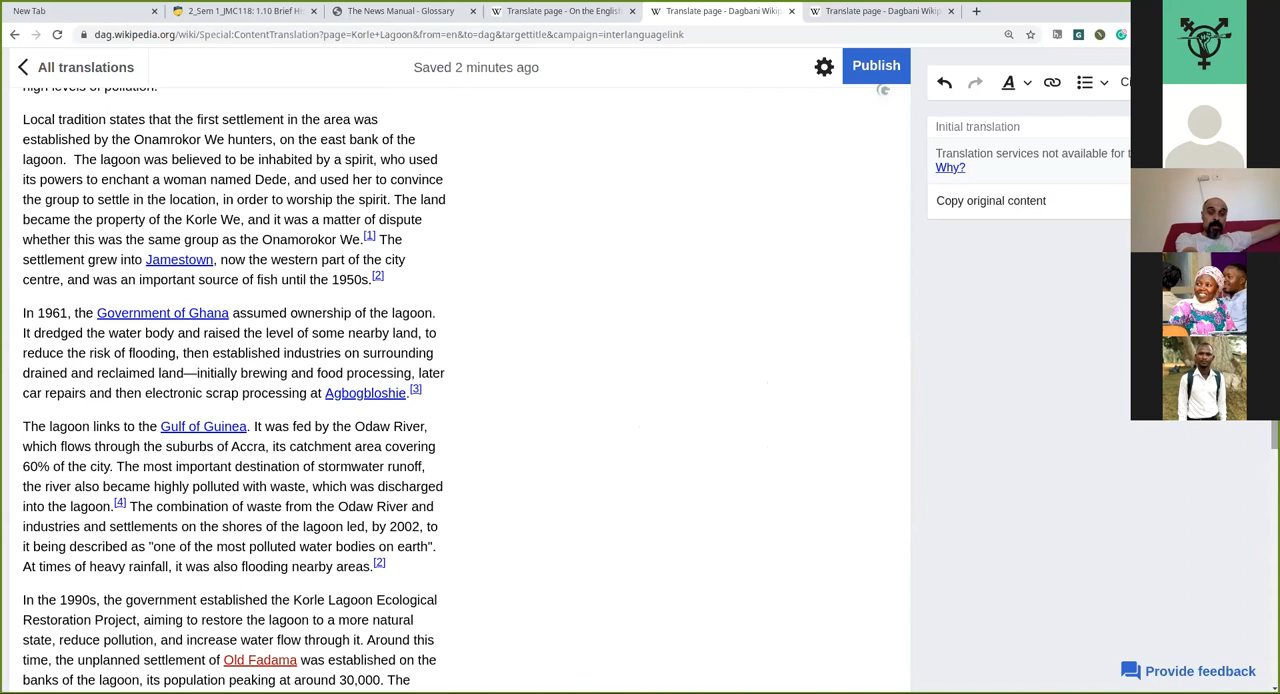 New Tab
2_Sem 1_JMC118: 1.10 Brief Hi
The News Manual - Glossary
Translate page - On the English
Translate page - Dagbani Wikip
Translate page - Dagbani Wikip
dag.wikipedia.org/wiki/Special:ContentTranslation?page=Korle+Lagoon&from=en&to=dag&targettitle&campaign=interlanguagelink
All translations
Saved 2 minutes ago
Publish
high levels of pollution.
Local tradition states that the first settlement in the area was
established by the Onamrokor We hunters, on the east bank of the
lagoon. The lagoon was believed to be inhabited by a spirit, who used
its powers to enchant a woman named Dede, and used her to convince
the group to settle in the location, in order to worship the spirit. The land
became the property of the Korle We, and it was a matter of dispute
whether this was the same group as the Onamorokor We.[1] The
settlement grew into Jamestown, now the western part of the city
centre, and was an important source of fish until the 1950s.[2]
In 1961, the Government of Ghana assumed ownership of the lagoon.
It dredged the water body and raised the level of some nearby land, to
reduce the risk of flooding, then established industries on surrounding
drained and reclaimed land—initially brewing and food processing, later
car repairs and then electronic scrap processing at Agbogbloshie.[3]
The lagoon links to the Gulf of Guinea. It was fed by the Odaw River,
which flows through the suburbs of Accra, its catchment area covering
60% of the city. The most important destination of stormwater runoff,
the river also became highly polluted with waste, which was discharged
into the lagoon.[4] The combination of waste from the Odaw River and
industries and settlements on the shores of the lagoon led, by 2002, to
it being described as "one of the most polluted water bodies on earth".
At times of heavy rainfall, it was also flooding nearby areas.[2]
In the 1990s, the government established the Korle Lagoon Ecological
Restoration Project, aiming to restore the lagoon to a more natural
state, reduce pollution, and increase water flow through it. Around this
time, the unplanned settlement of Old Fadama was established on the
banks of the lagoon, its population peaking at around 30,000. The
A
Ci
Initial translation
Translation services not available for t
Why?
Copy original content
Provide feedback